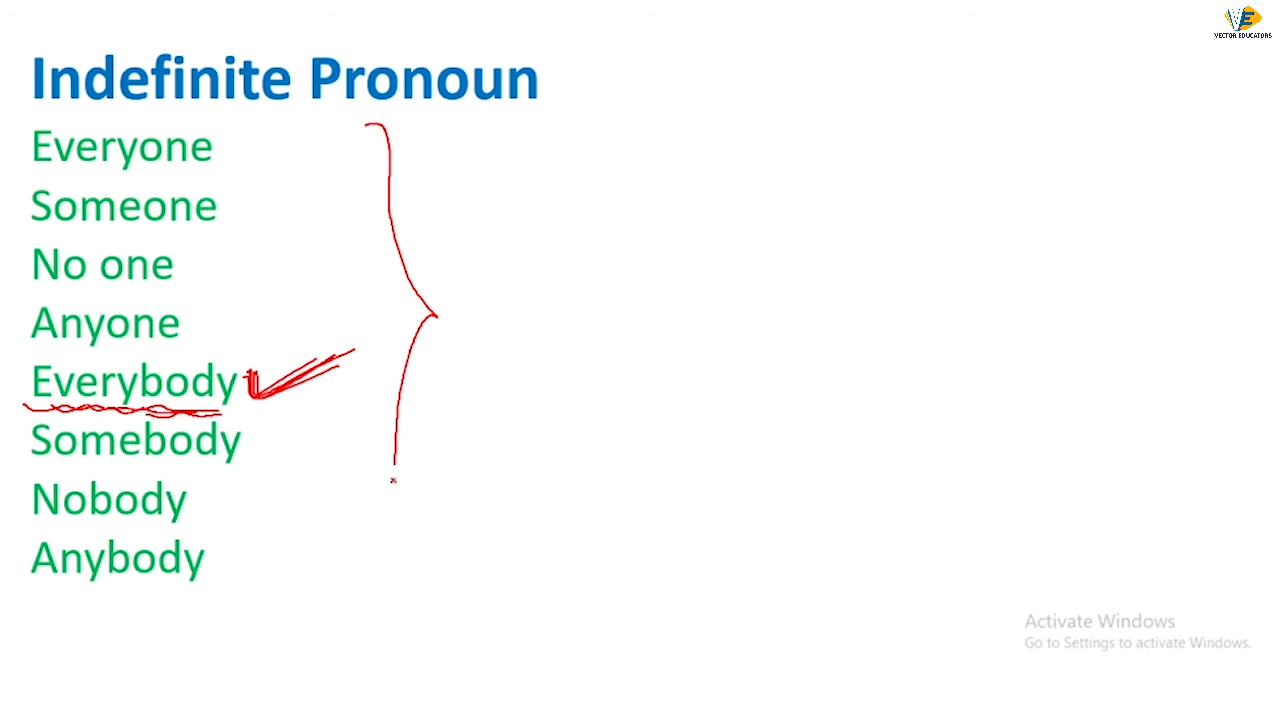 VECTOR EDUCATORS
Indefinite Pronoun
Everyone
Someone
No one
Anyone
Everybody
Somebody
Nobody
Anybody
Activate Windows
Go to Settings to activate Windows.